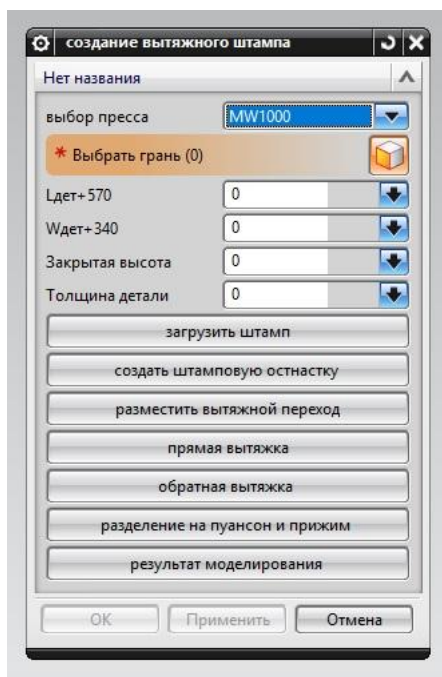 создание вытяжного штампа
Нет названия
выбор пресса MW1000
* Выбрать грань (0)
Lдет+570 0
Wдет+340 0
Закрытая высота 0
Толщина детали 0
загрузить штамп
создать штамповую остнастку
разместить вытяжной переход
прямая вытяжка
обратная вытяжка
разделение на пуансон и прижим
результат моделирования
ОК Применить Отмена